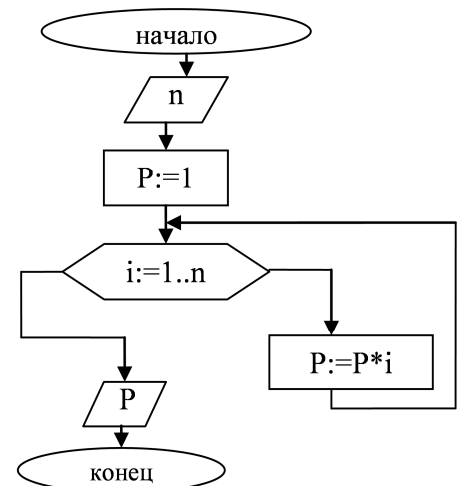 начало
n
P:=1
i:=1..n
P:=P*i
P
конец